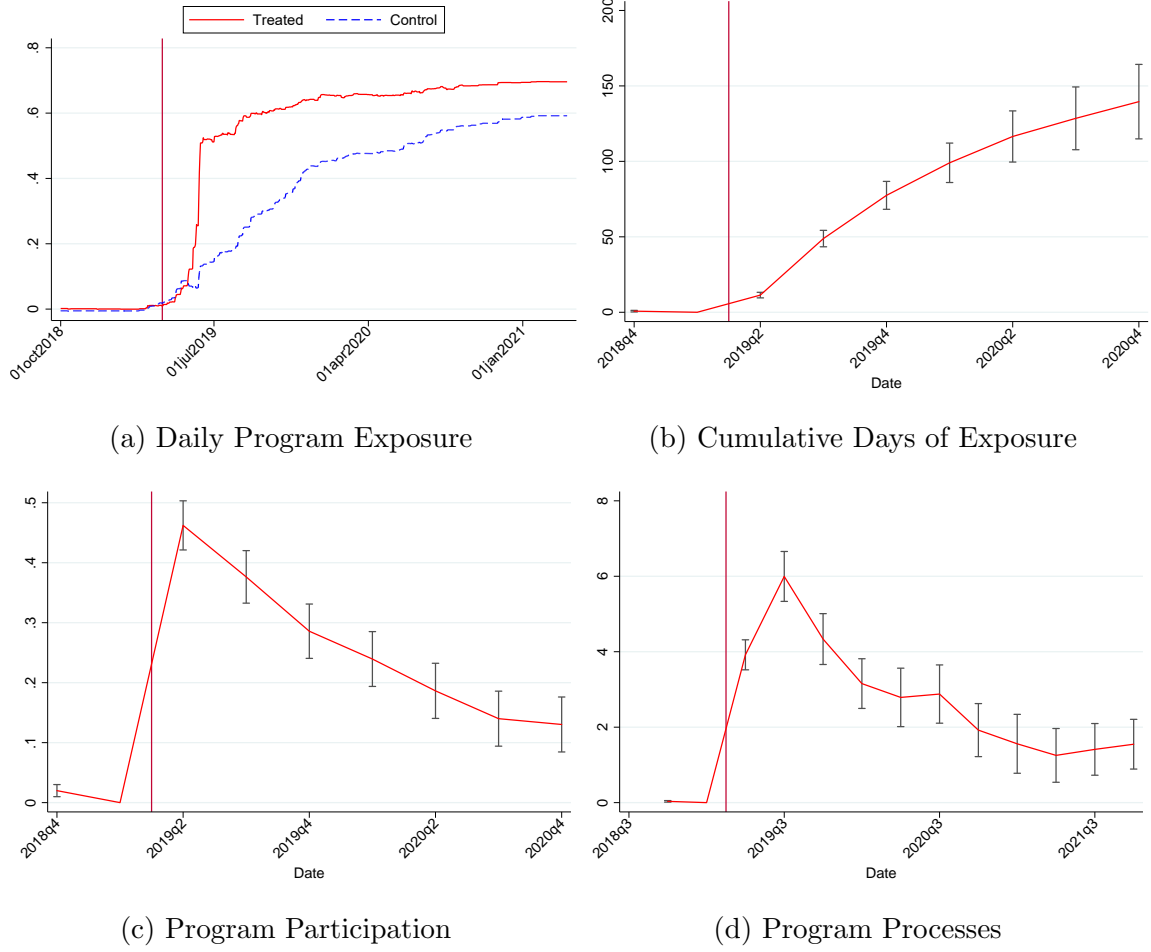 Treated Control
.8
.6
.4
.2
0
01oct2018 01jul2019 01apr2020 01jan2021
(a) Daily Program Exposure
200
150
100
50
0
2018q4 2019q2 2019q4 2020q2 2020q4
Date
(b) Cumulative Days of Exposure
.5
.4
.3
.2
.1
0
2018q4 2019q2 2019q4 2020q2 2020q4
Date
(c) Program Participation
8
6
4
2
0
2018q3 2019q3 2020q3 2021q3
Date
(d) Program Processes